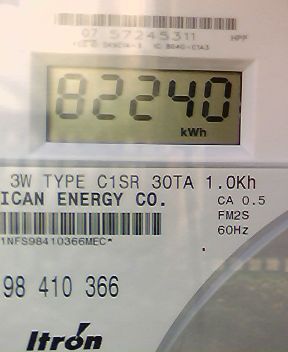 07 57245311 HPP
82240
kWh
3W TYPE C1SR 30TA 1.0Kh
ICAN ENERGY CO.
CA 0.5
FM2S
60Hz
1NFS98410366MEC*
98 410 366
Itron